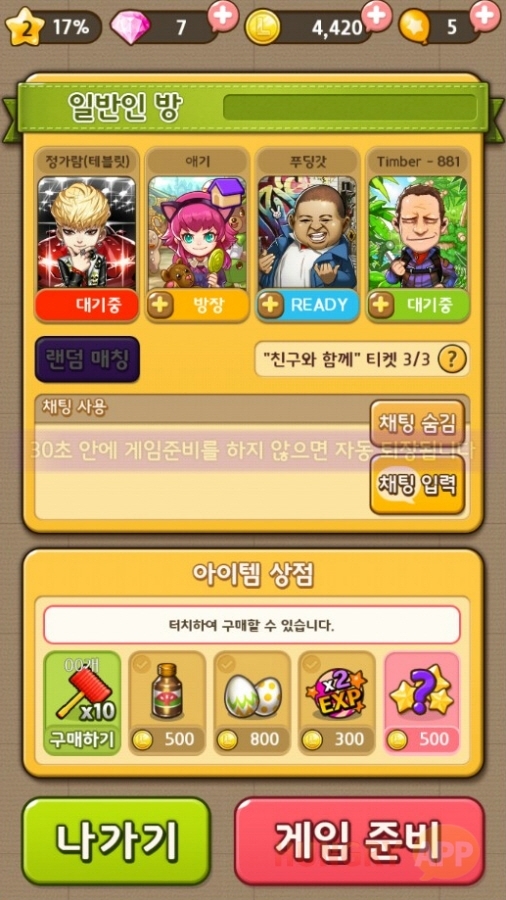 2 17% 7 4,420 5
일반인 방
정가람(테블릿) 애기 푸딩갓 Timber - 881
대기중 방장 READY 대기중
랜덤 매칭 "친구와 함께" 티켓 3/3 ?
채팅 사용
채팅 숨김
30초 안에 게임준비를 하지 않으면 자동 퇴장됩니다
채팅 입력
아이템 상점
터치하여 구매할 수 있습니다.
00개
x10 x2 EXP ?
구매하기 500 800 300 500
나가기 게임 준비
APP